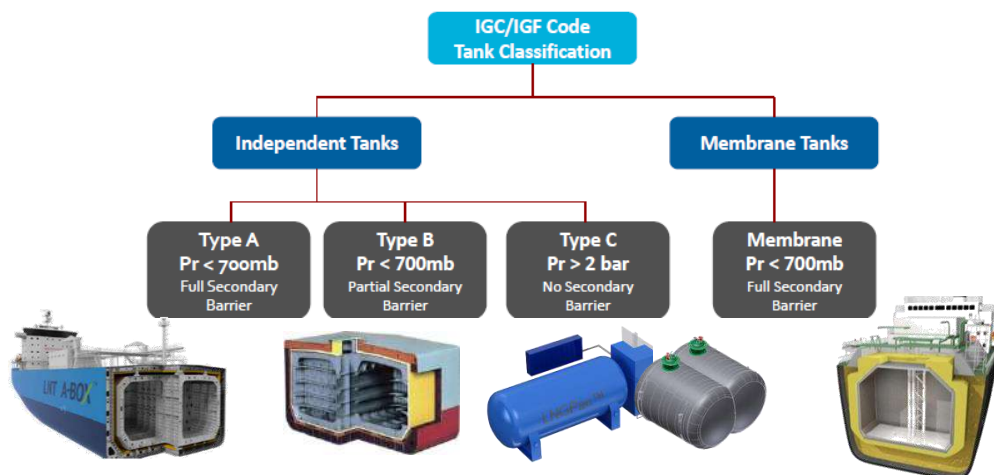 IGC/IGF Code
Tank Classification
Independent Tanks
Membrane Tanks
Type A
Pr < 700mb
Full Secondary
Barrier
Type B
Pr < 700mb
Partial Secondary
Barrier
Type C
Pr > 2 bar
No Secondary
Barrier
Membrane
Pr < 700mb
Full Secondary
Barrier
LNT A-BOX